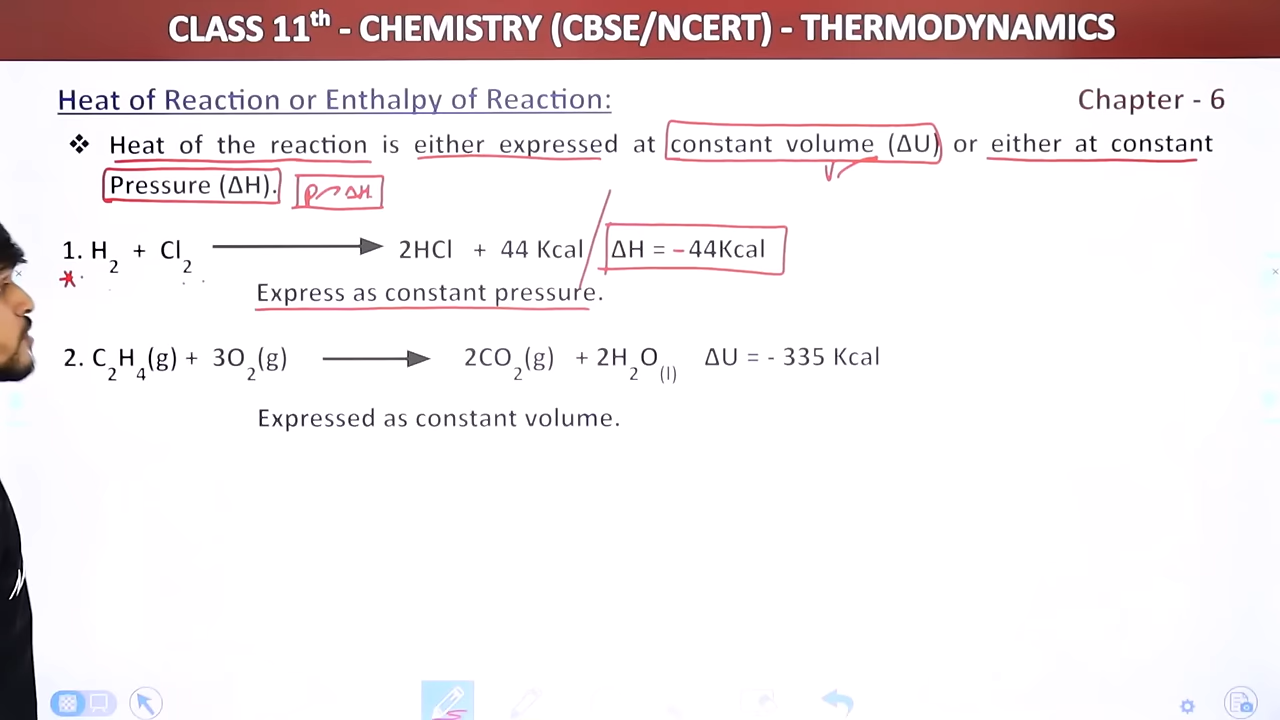 CLASS 11th - CHEMISTRY (CBSE/NCERT) - THERMODYNAMICS
Heat of Reaction or Enthalpy of Reaction: Chapter - 6
❖ Heat of the reaction is either expressed at constant volume (ΔU) or either at constant
Pressure (ΔH). P → ΔH
1. H2 + Cl2 ⟶ 2HCl + 44 Kcal / ΔH = - 44Kcal
Express as constant pressure.
2. C2H4(g) + 3O2(g) ⟶ 2CO2(g) + 2H2O(l) ΔU = - 335 Kcal
Expressed as constant volume.